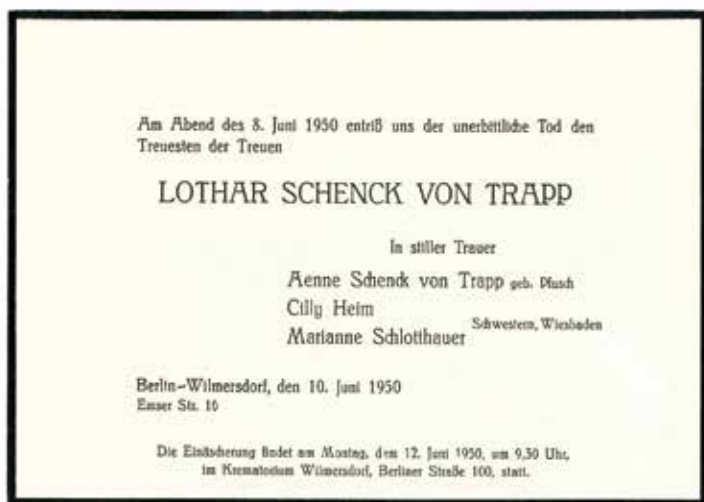 Am Abend des 8. Juni 1950 entriß uns der unerbittliche Tod den
Treuesten der Treuen
LOTHAR SCHENCK VON TRAPP
In stiller Trauer
Aenne Schenck von Trapp geb. Pfusch
Cilly Heim
Marianne Schlotthauer
Schwestern, Wiesbaden
Berlin-Wilmersdorf, den 10. Juni 1950
Emser Str. 16
Die Einäscherung findet am Montag, dem 12. Juni 1950, um 9,30 Uhr,
im Krematorium Wilmersdorf, Berliner Straße 100, statt.